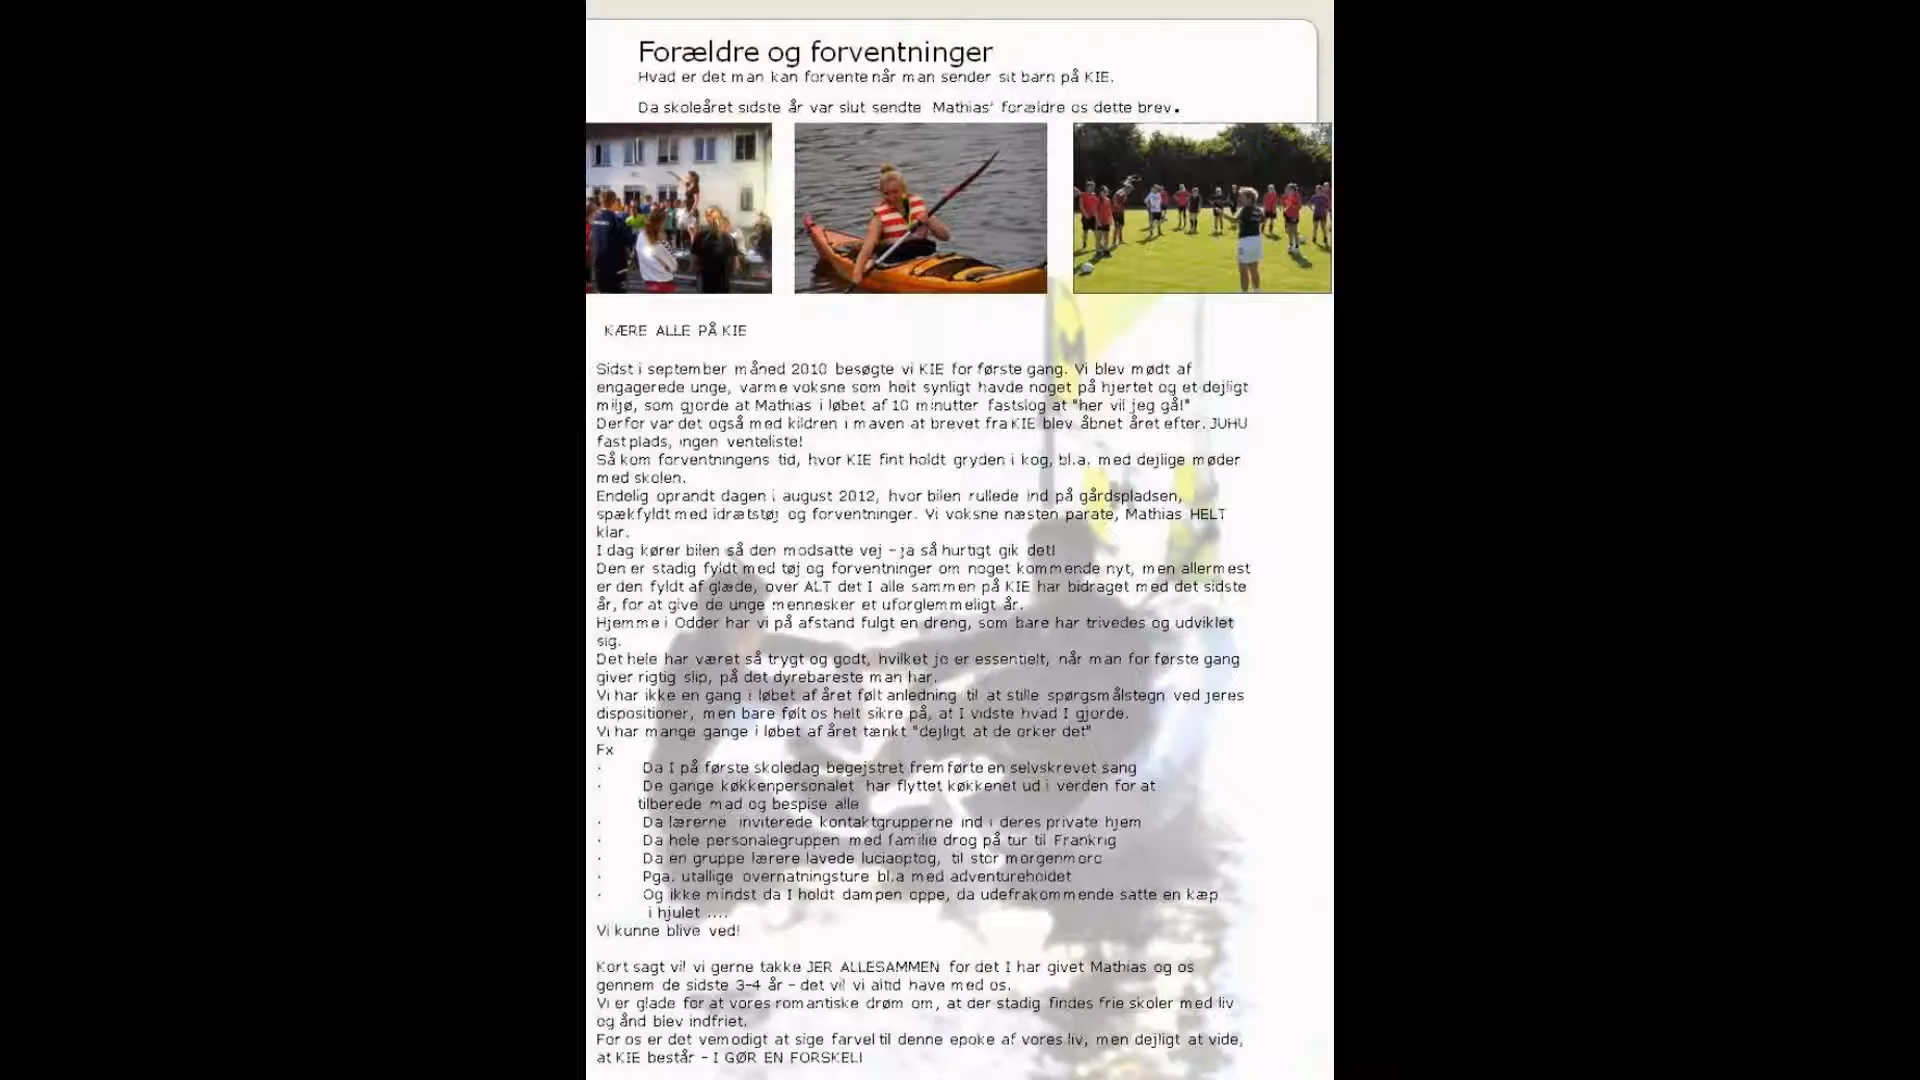 Forældre og forventninger
Hvad er det man kan forvente når man sender sit barn på KIE.
Da skoleåret sidste år var slut sendte Mathias' forældre os dette brev.
KÆRE ALLE PÅ KIE
Sidst i september måned 2010 besøgte vi KIE for første gang. Vi blev mødt af
engagerede unge, varme voksne som helt synligt havde noget på hjertet og et dejligt
miljø, som gjorde at Mathias i løbet af 10 minutter fastslog at "her vil jeg gå!"
Derfor var det også med kildren i maven at brevet fra KIE blev åbnet året efter. JUHU
fast plads, ingen venteliste!
Så kom forventningens tid, hvor KIE fint holdt gryden i kog, bl.a. med dejlige møder
med skolen.
Endelig oprandt dagen i august 2012, hvor bilen rullede ind på gårdspladsen,
spækfyldt med idrætstøj og forventninger. Vi voksne næsten parate, Mathias HELT
klar.
I dag kører bilen så den modsatte vej – ja så hurtigt gik det!
Den er stadig fyldt med tøj og forventninger om noget kommende nyt, men allermest
er den fyldt af glæde, over ALT det I alle sammen på KIE har bidraget med det sidste
år, for at give de unge mennesker et uforglemmeligt år.
Hjemme i Odder har vi på afstand fulgt en dreng, som bare har trivedes og udviklet
sig.
Det hele har været så trygt og godt, hvilket jo er essentielt, når man for første gang
giver rigtig slip, på det dyrebareste man har.
Vi har ikke en gang i løbet af året følt anledning til at stille spørgsmålstegn ved jeres
dispositioner, men bare følt os helt sikre på, at I vidste hvad I gjorde.
Vi har mange gange i løbet af året tænkt "dejligt at de orker det"
Fx
· Da I på første skoledag begejstret fremførte en selvskrevet sang
· De gange køkkenpersonalet har flyttet køkkenet ud i verden for at
tilberede mad og bespise alle
· Da lærerne inviterede kontaktgrupperne ind i deres private hjem
· Da hele personalegruppen med familie drog på tur til Frankrig
· Da en gruppe lærere lavede luciaoptog, til stor morgenmoro
· Pga. utallige overnatningsture bl.a med adventureholdet
· Og ikke mindst da I holdt dampen oppe, da udefrakommende satte en kæp
i hjulet ....
Vi kunne blive ved!
Kort sagt vil vi gerne takke JER ALLESAMMEN for det I har givet Mathias og os
gennem de sidste 3-4 år – det vil vi altid have med os.
Vi er glade for at vores romantiske drøm om, at der stadig findes frie skoler med liv
og ånd blev indfriet.
For os er det vemodigt at sige farvel til denne epoke af vores liv, men dejligt at vide,
at KIE består – I GØR EN FORSKEL!